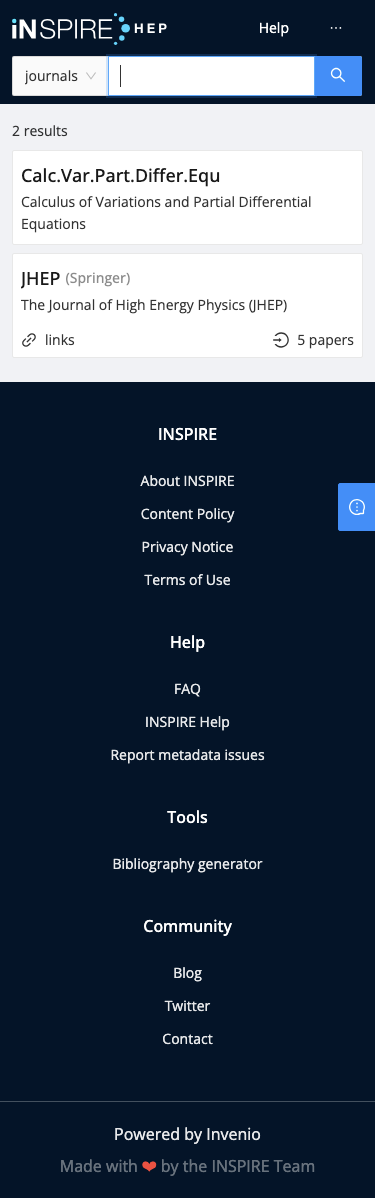 iNSPIRE HEP
Help
···
journals
2 results
Calc.Var.Part.Differ.Equ
Calculus of Variations and Partial Differential
Equations
JHEP (Springer)
The Journal of High Energy Physics (JHEP)
links
5 papers
INSPIRE
About INSPIRE
Content Policy
Privacy Notice
Terms of Use
Help
FAQ
INSPIRE Help
Report metadata issues
Tools
Bibliography generator
Community
Blog
Twitter
Contact
Powered by Invenio
Made with ❤ by the INSPIRE Team